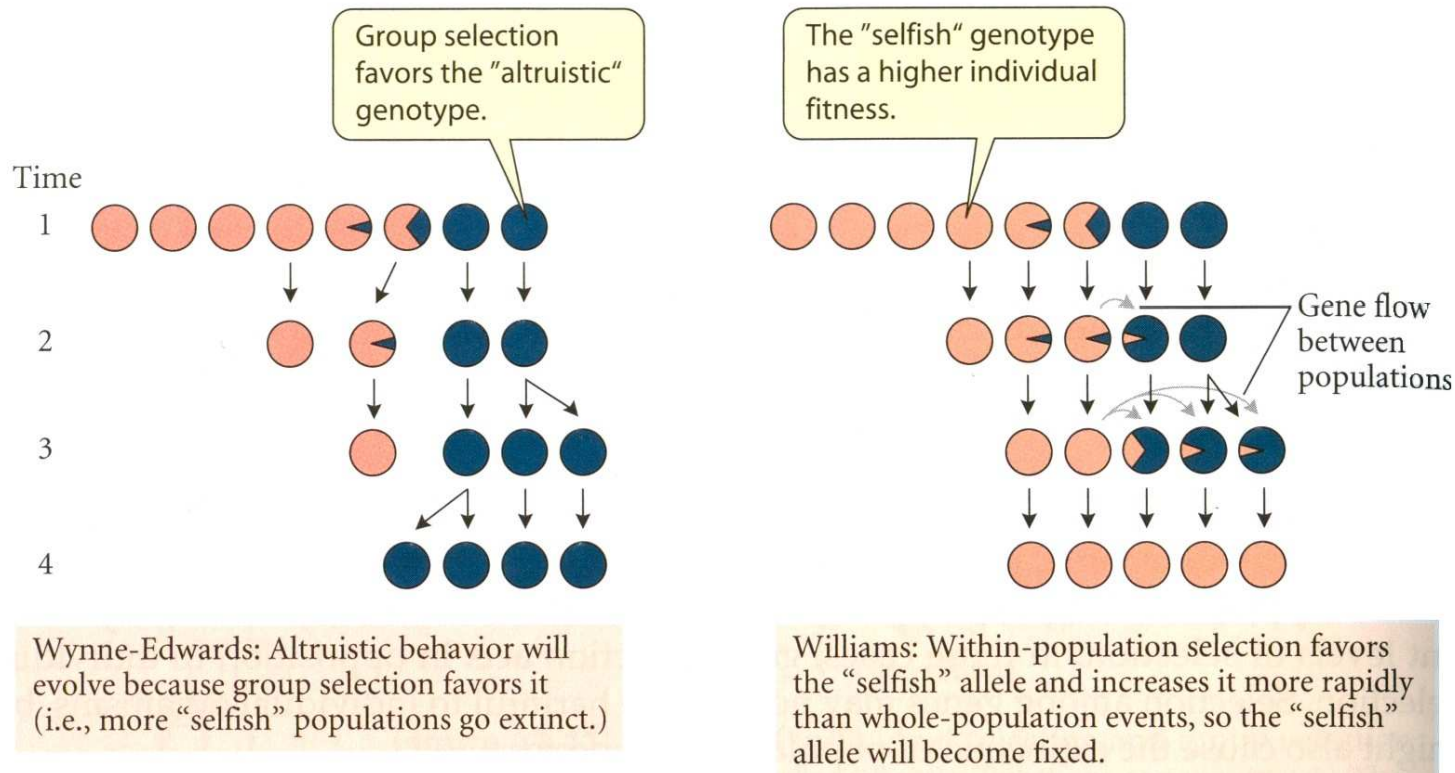 Group selection
favors the "altruistic"
genotype.
The "selfish" genotype
has a higher individual
fitness.
Time
1
2
3
4
Gene flow
between
populations
Wynne-Edwards: Altruistic behavior will
evolve because group selection favors it
(i.e., more “selfish” populations go extinct.)
Williams: Within-population selection favors
the “selfish” allele and increases it more rapidly
than whole-population events, so the “selfish”
allele will become fixed.